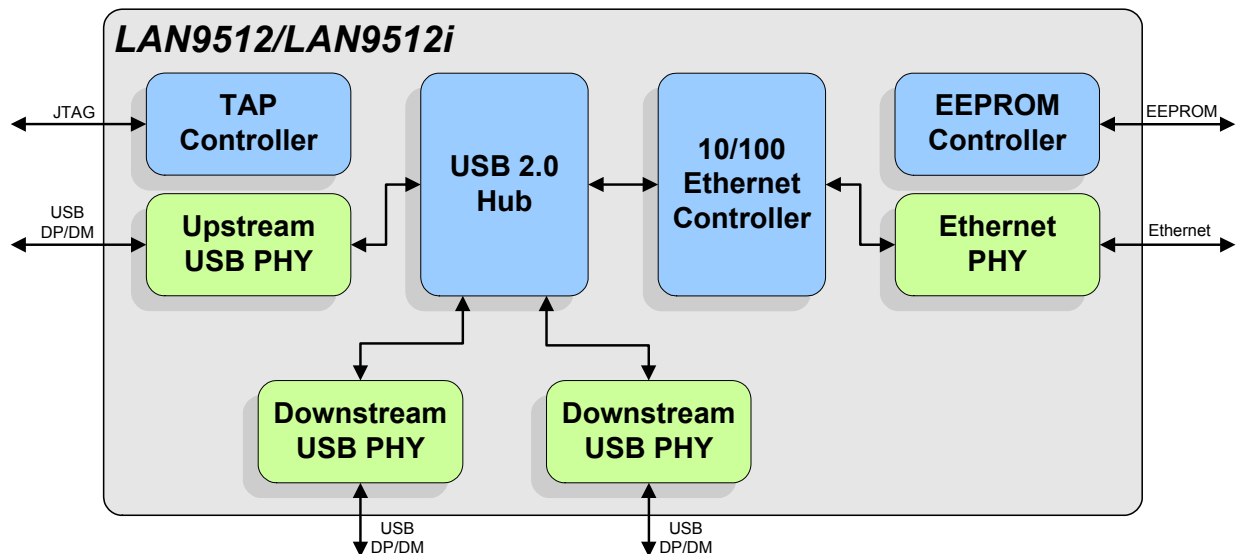 LAN9512/LAN9512i
JTAG
TAP
Controller
USB 2.0
Hub
10/100
Ethernet
Controller
EEPROM
Controller
EEPROM
USB
DP/DM
Upstream
USB PHY
Ethernet
PHY
Ethernet
Downstream
USB PHY
Downstream
USB PHY
USB
DP/DM
USB
DP/DM